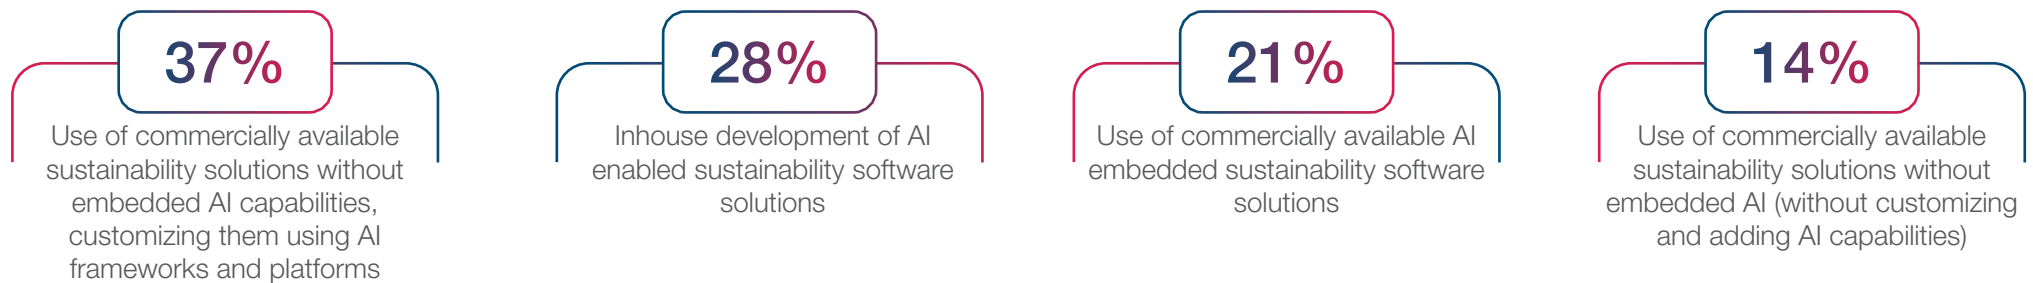 37%
Use of commercially available
sustainability solutions without
embedded AI capabilities,
customizing them using AI
frameworks and platforms
28%
Inhouse development of AI
enabled sustainability software
solutions
21%
Use of commercially available AI
embedded sustainability software
solutions
14%
Use of commercially available
sustainability solutions without
embedded AI (without customizing
and adding AI capabilities)